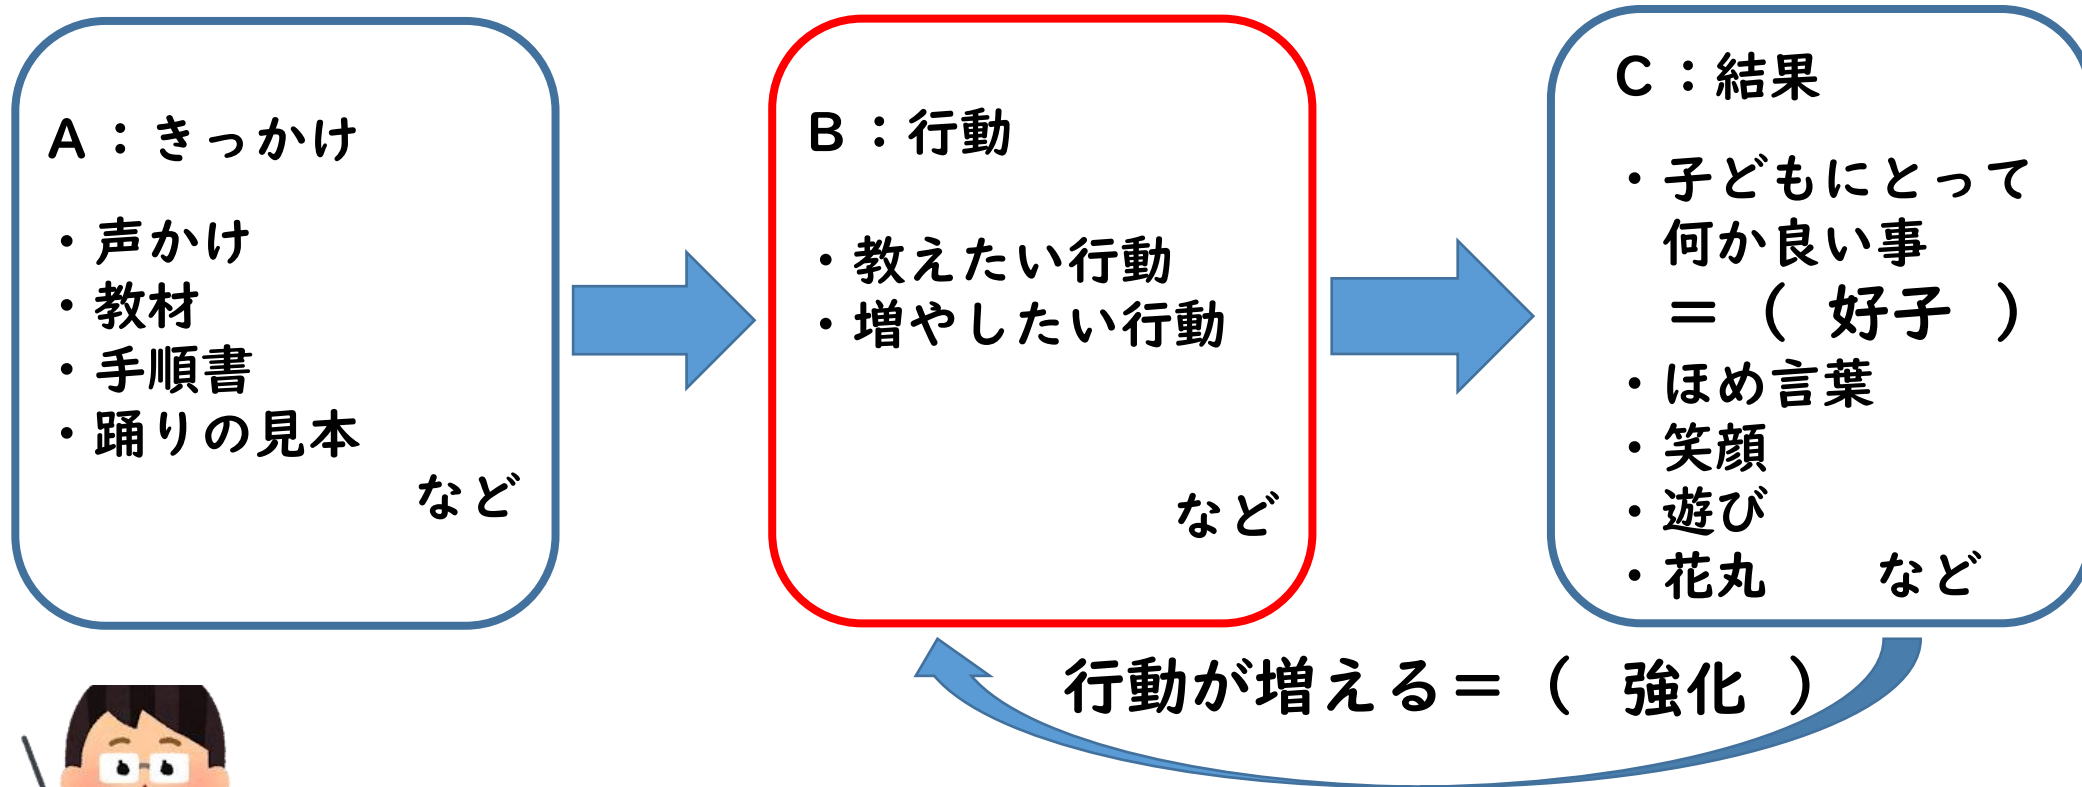 A：きっかけ
・声かけ
・教材
・手順書
・踊りの見本
など
B：行動
・教えたい行動
・増やしたい行動
など
C：結果
・子どもにとって
何か良い事
＝（ 好子 ）
・ほめ言葉
・笑顔
・遊び
・花丸 など
行動が増える＝（ 強化 ）